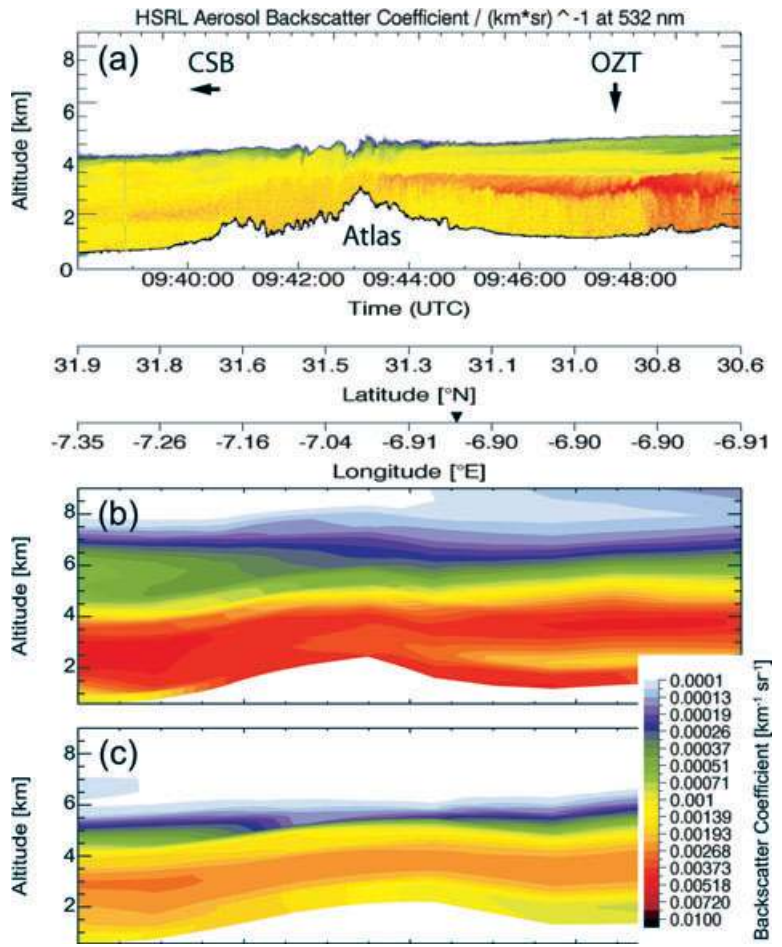 HSRL Aerosol Backscatter Coefficient / (km*sr) ^ -1 at 532 nm
(a)
CSB
OZT
Altitude [km]
8
6
4
2
0
Atlas
09:40:00 09:42:00 09:44:00 09:46:00 09:48:00
Time (UTC)
31.9 31.8 31.6 31.5 31.3 31.1 31.0 30.8 30.6
Latitude [°N]
-7.35 -7.26 -7.16 -7.04 -6.91 -6.90 -6.90 -6.90 -6.91
Longitude [°E]
(b)
Altitude [km]
8
6
4
2
(c)
Altitude [km]
8
6
4
2
0.0001
0.00013
0.00019
0.00026
0.00037
0.00051
0.00071
0.001
0.00139
0.00193
0.00268
0.00373
0.00518
0.00720
0.0100
Backscatter Coefficient [km⁻¹ sr⁻¹]